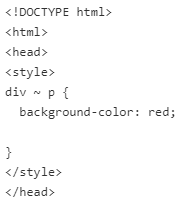 <!DOCTYPE html>
<html>
<head>
<style>
div ~ p {
  background-color: red;
}
</style>
</head>